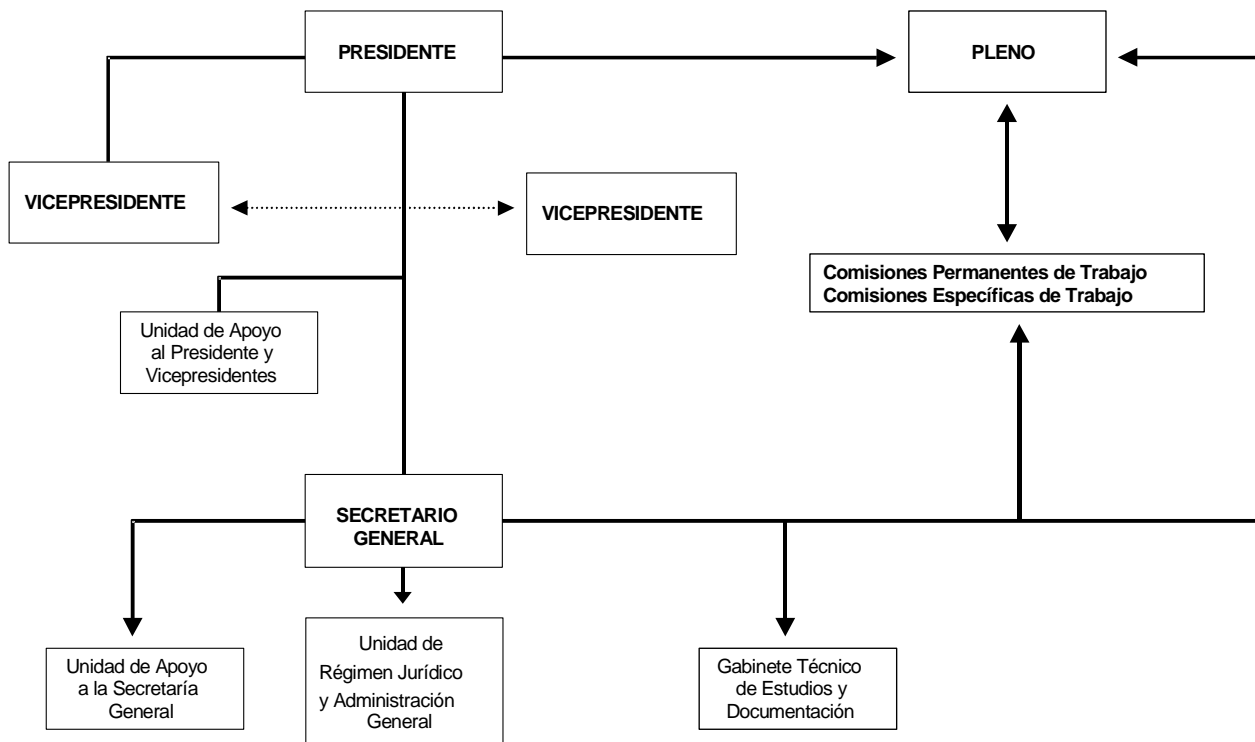 PRESIDENTE
PLENO
VICEPRESIDENTE
VICEPRESIDENTE
Comisiones Permanentes de Trabajo
Comisiones Específicas de Trabajo
Unidad de Apoyo
al Presidente y
Vicepresidentes
SECRETARIO
GENERAL
Unidad de Apoyo
a la Secretaría
General
Unidad de
Régimen Jurídico
y Administración
General
Gabinete Técnico
de Estudios y
Documentación